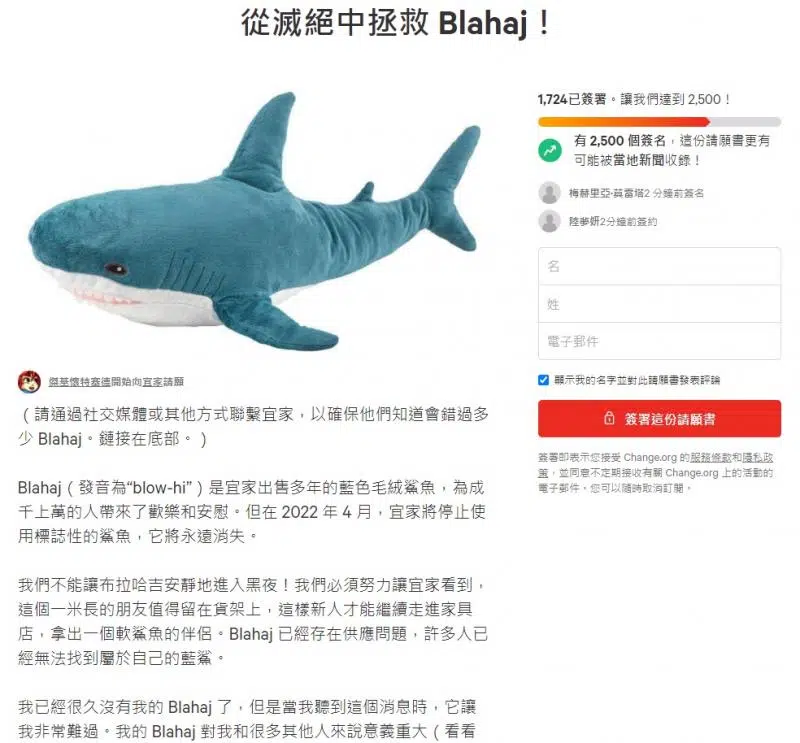 從滅絕中拯救 Blahaj！
1,724已簽署。讓我們達到 2,500！
有 2,500 個簽名，這份請願書更有
可能被當地新聞收錄！
梅赫里亞·莫雷塔2 分鐘前簽名
陸夢妍2分鐘前簽約
名
姓
電子郵件
顯示我的名字並對此請願書發表評論
簽署這份請願書
簽署即表示您接受 Change.org 的服務條款和隱私政
策，並同意不定期接收有關 Change.org 上的活動的
電子郵件。您可以隨時取消訂閱。
傑基懷特塞德開始向宜家請願
（請通過社交媒體或其他方式聯繫宜家，以確保他們知道會錯過多
少 Blahaj。鏈接在底部。）
Blahaj（發音為“blow-hi”）是宜家出售多年的藍色毛絨鯊魚，為成
千上萬的人帶來了歡樂和安慰。但在 2022 年 4 月，宜家將停止使
用標誌性的鯊魚，它將永遠消失。
我們不能讓布拉哈吉安靜地進入黑夜！我們必須努力讓宜家看到，
這個一米長的朋友值得留在貨架上，這樣新人才能繼續走進家具
店，拿出一個軟鯊魚的伴侶。Blahaj 已經存在供應問題，許多人已
經無法找到屬於自己的藍鯊。
我已經很久沒有我的 Blahaj 了，但是當我聽到這個消息時，它讓
我非常難過。我的 Blahaj 對我和很多其他人來說意義重大（看看